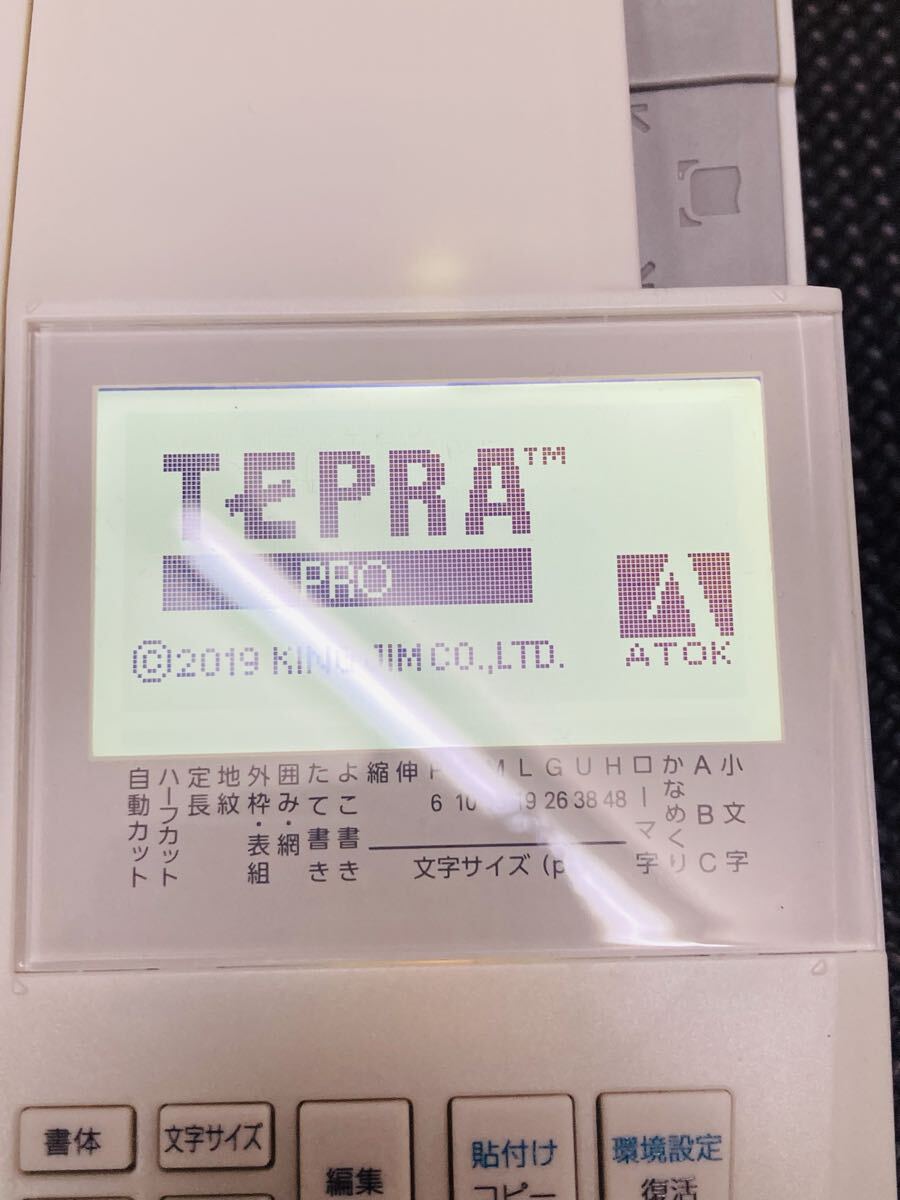 TEPRA™
PRO
©2019 KING JIM CO.,LTD.
ATOK
自動カット
ハーフカット
定長
地紋
外枠・表組
囲み・網
たて書き
よこ書き
縮
伸
P M L G U H
6 10 19 26 38 48
文字サイズ (p
ローマ字
かなめくり
ABC
小文字
書体
文字サイズ
編集
貼付け
コピー
環境設定
復活